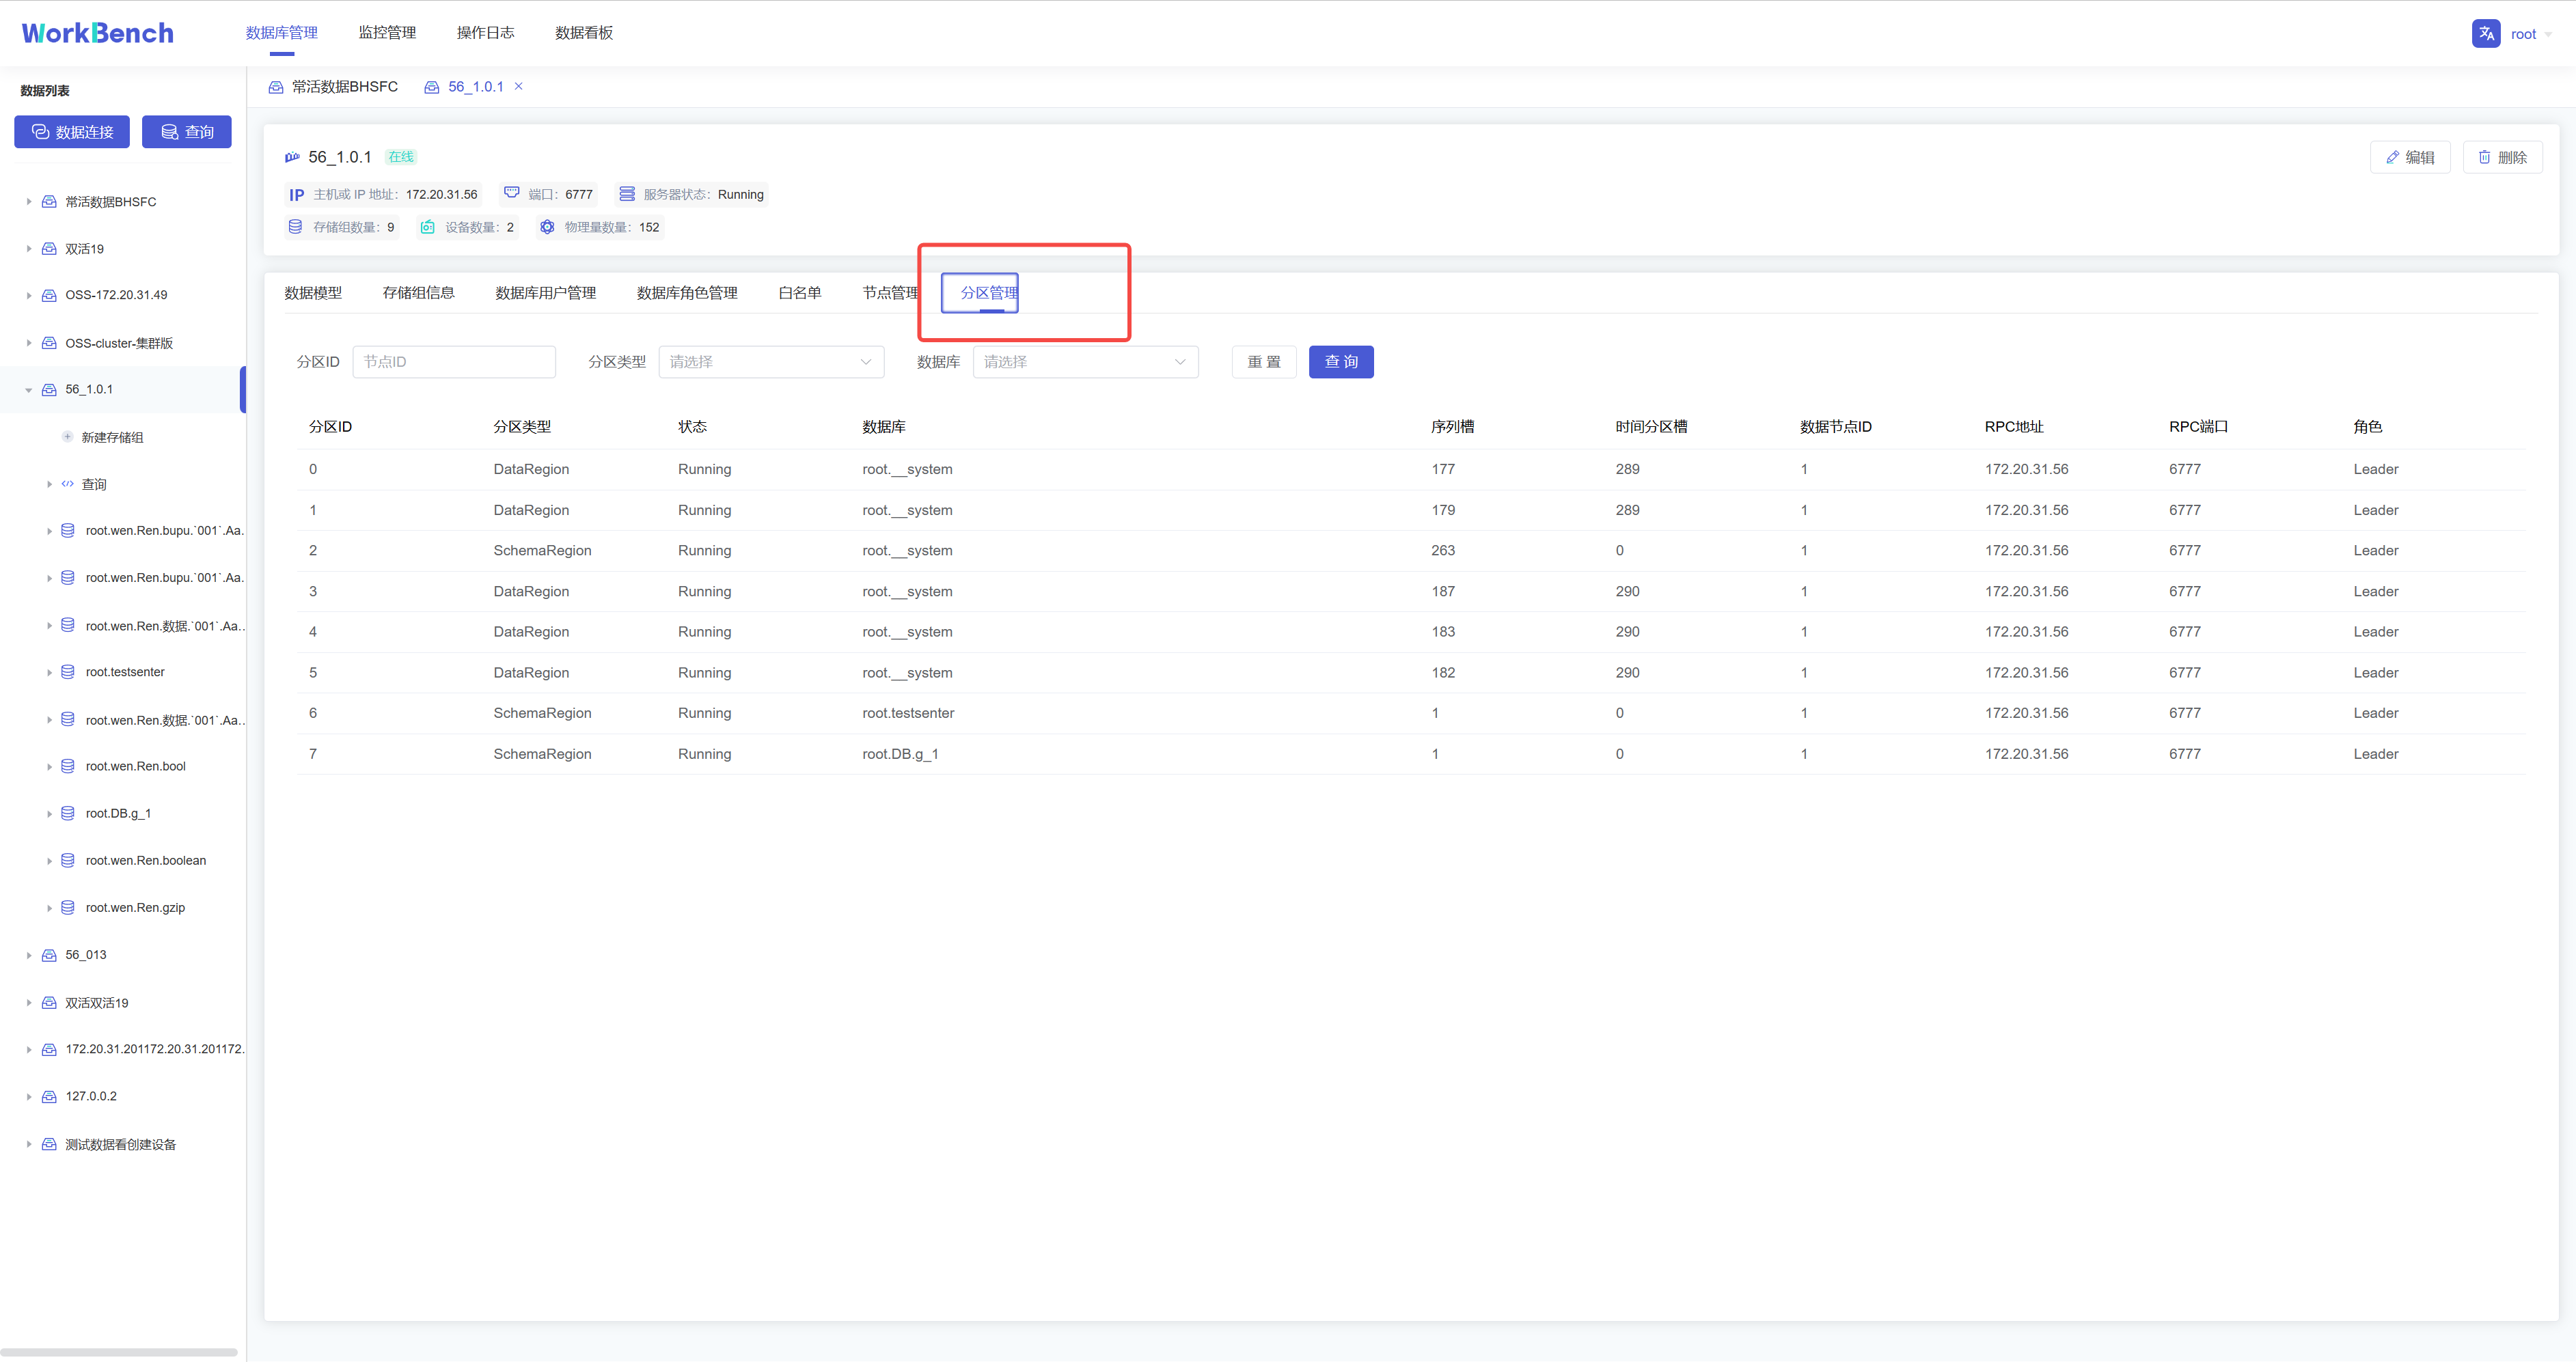 WorkBench 数据库管理 监控管理 操作日志 数据看板 root
数据列表
数据连接 查询
常活数据BHSFC
双活19
OSS-172.20.31.49
OSS-cluster-集群版
56_1.0.1
新建存储组
查询
root.wen.Ren.bupu.`001`.Aa.
root.wen.Ren.bupu.`001`.Aa.
root.wen.Ren.数据.`001`.Aa..
root.testsenter
root.wen.Ren.数据.`001`.Aa..
root.wen.Ren.bool
root.DB.g_1
root.wen.Ren.boolean
root.wen.Ren.gzip
56_013
双活双活19
172.20.31.201172.20.31.201172.
127.0.0.2
测试数据看创建设备
常活数据BHSFC 56_1.0.1 ×
56_1.0.1 在线 编辑 删除
IP 主机或 IP 地址: 172.20.31.56 端口: 6777 服务器状态: Running
存储组数量: 9 设备数量: 2 物理量数量: 152
数据模型 存储组信息 数据库用户管理 数据库角色管理 白名单 节点管理 分区管理
分区ID 节点ID 分区类型 请选择 数据库 请选择 重 置 查 询
分区ID 分区类型 状态 数据库 序列槽 时间分区槽 数据节点ID RPC地址 RPC端口 角色
0 DataRegion Running root.__system 177 289 1 172.20.31.56 6777 Leader
1 DataRegion Running root.__system 179 289 1 172.20.31.56 6777 Leader
2 SchemaRegion Running root.__system 263 0 1 172.20.31.56 6777 Leader
3 DataRegion Running root.__system 187 290 1 172.20.31.56 6777 Leader
4 DataRegion Running root.__system 183 290 1 172.20.31.56 6777 Leader
5 DataRegion Running root.__system 182 290 1 172.20.31.56 6777 Leader
6 SchemaRegion Running root.testsenter 1 0 1 172.20.31.56 6777 Leader
7 SchemaRegion Running root.DB.g_1 1 0 1 172.20.31.56 6777 Leader